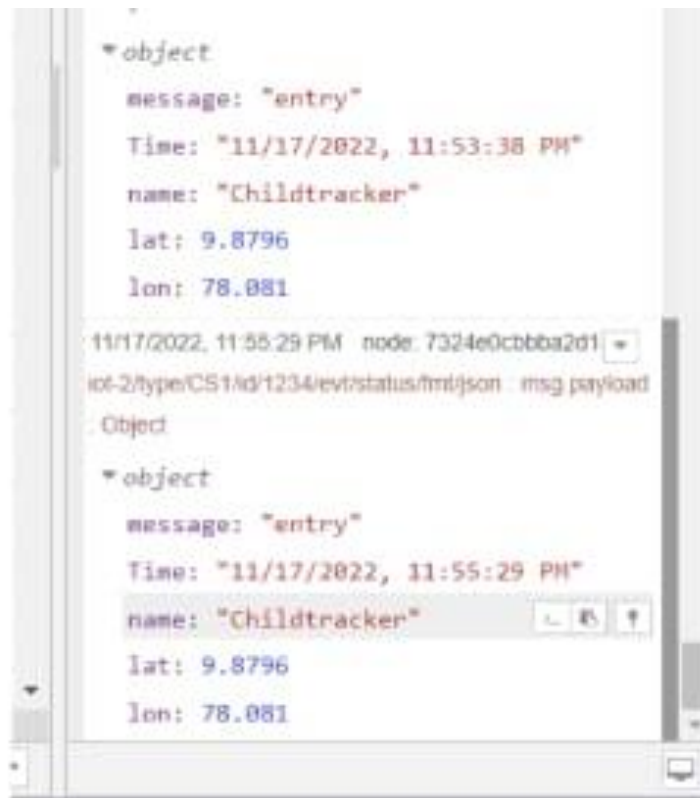 object
message: "entry"
Time: "11/17/2022, 11:53:38 PM"
name: "Childtracker"
lat: 9.8796
lon: 78.081
11/17/2022, 11:55:29 PM node: 7324e0cbbba2d1
iot-2/type/CS1/id/1234/evt/status/fmt/json : msg.payload
: Object
object
message: "entry"
Time: "11/17/2022, 11:55:29 PM"
name: "Childtracker"
lat: 9.8796
lon: 78.081